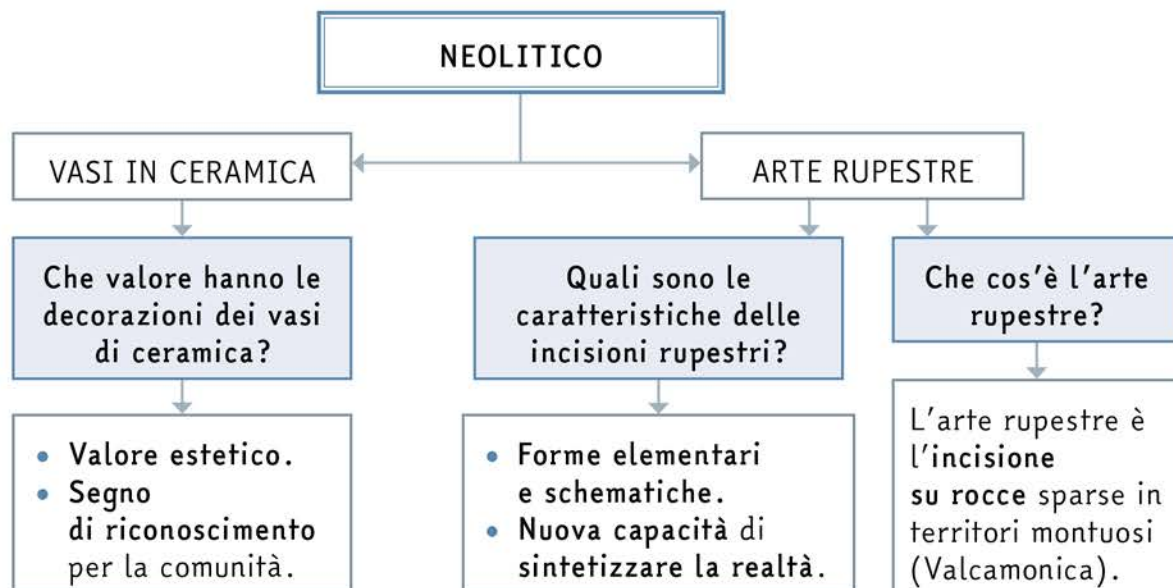 NEOLITICO
VASI IN CERAMICA
ARTE RUPESTRE
Che valore hanno le
decorazioni dei vasi
di ceramica?
Quali sono le
caratteristiche delle
incisioni rupestri?
Che cos'è l'arte
rupestre?
• Valore estetico.
• Segno
di riconoscimento
per la comunità.
• Forme elementari
e schematiche.
• Nuova capacità di
sintetizzare la realtà.
L'arte rupestre è
l'incisione
su rocce sparse in
territori montuosi
(Valcamonica).